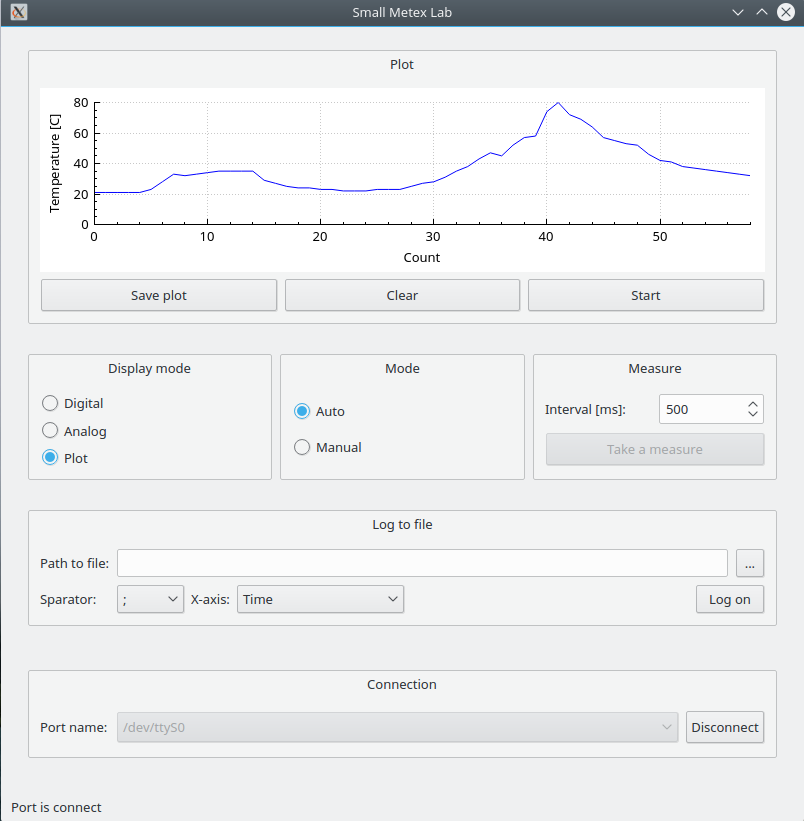 Small Metex Lab
Plot
80
60
40
20
0
Temperature [C]
0 10 20 30 40 50
Count
Save plot Clear Start
Display mode Mode Measure
Digital
Analog
Plot
Auto
Manual
Interval [ms]: 500
Take a measure
Log to file
Path to file: ...
Sparator: ; X-axis: Time Log on
Connection
Port name: /dev/ttyS0 Disconnect
Port is connect